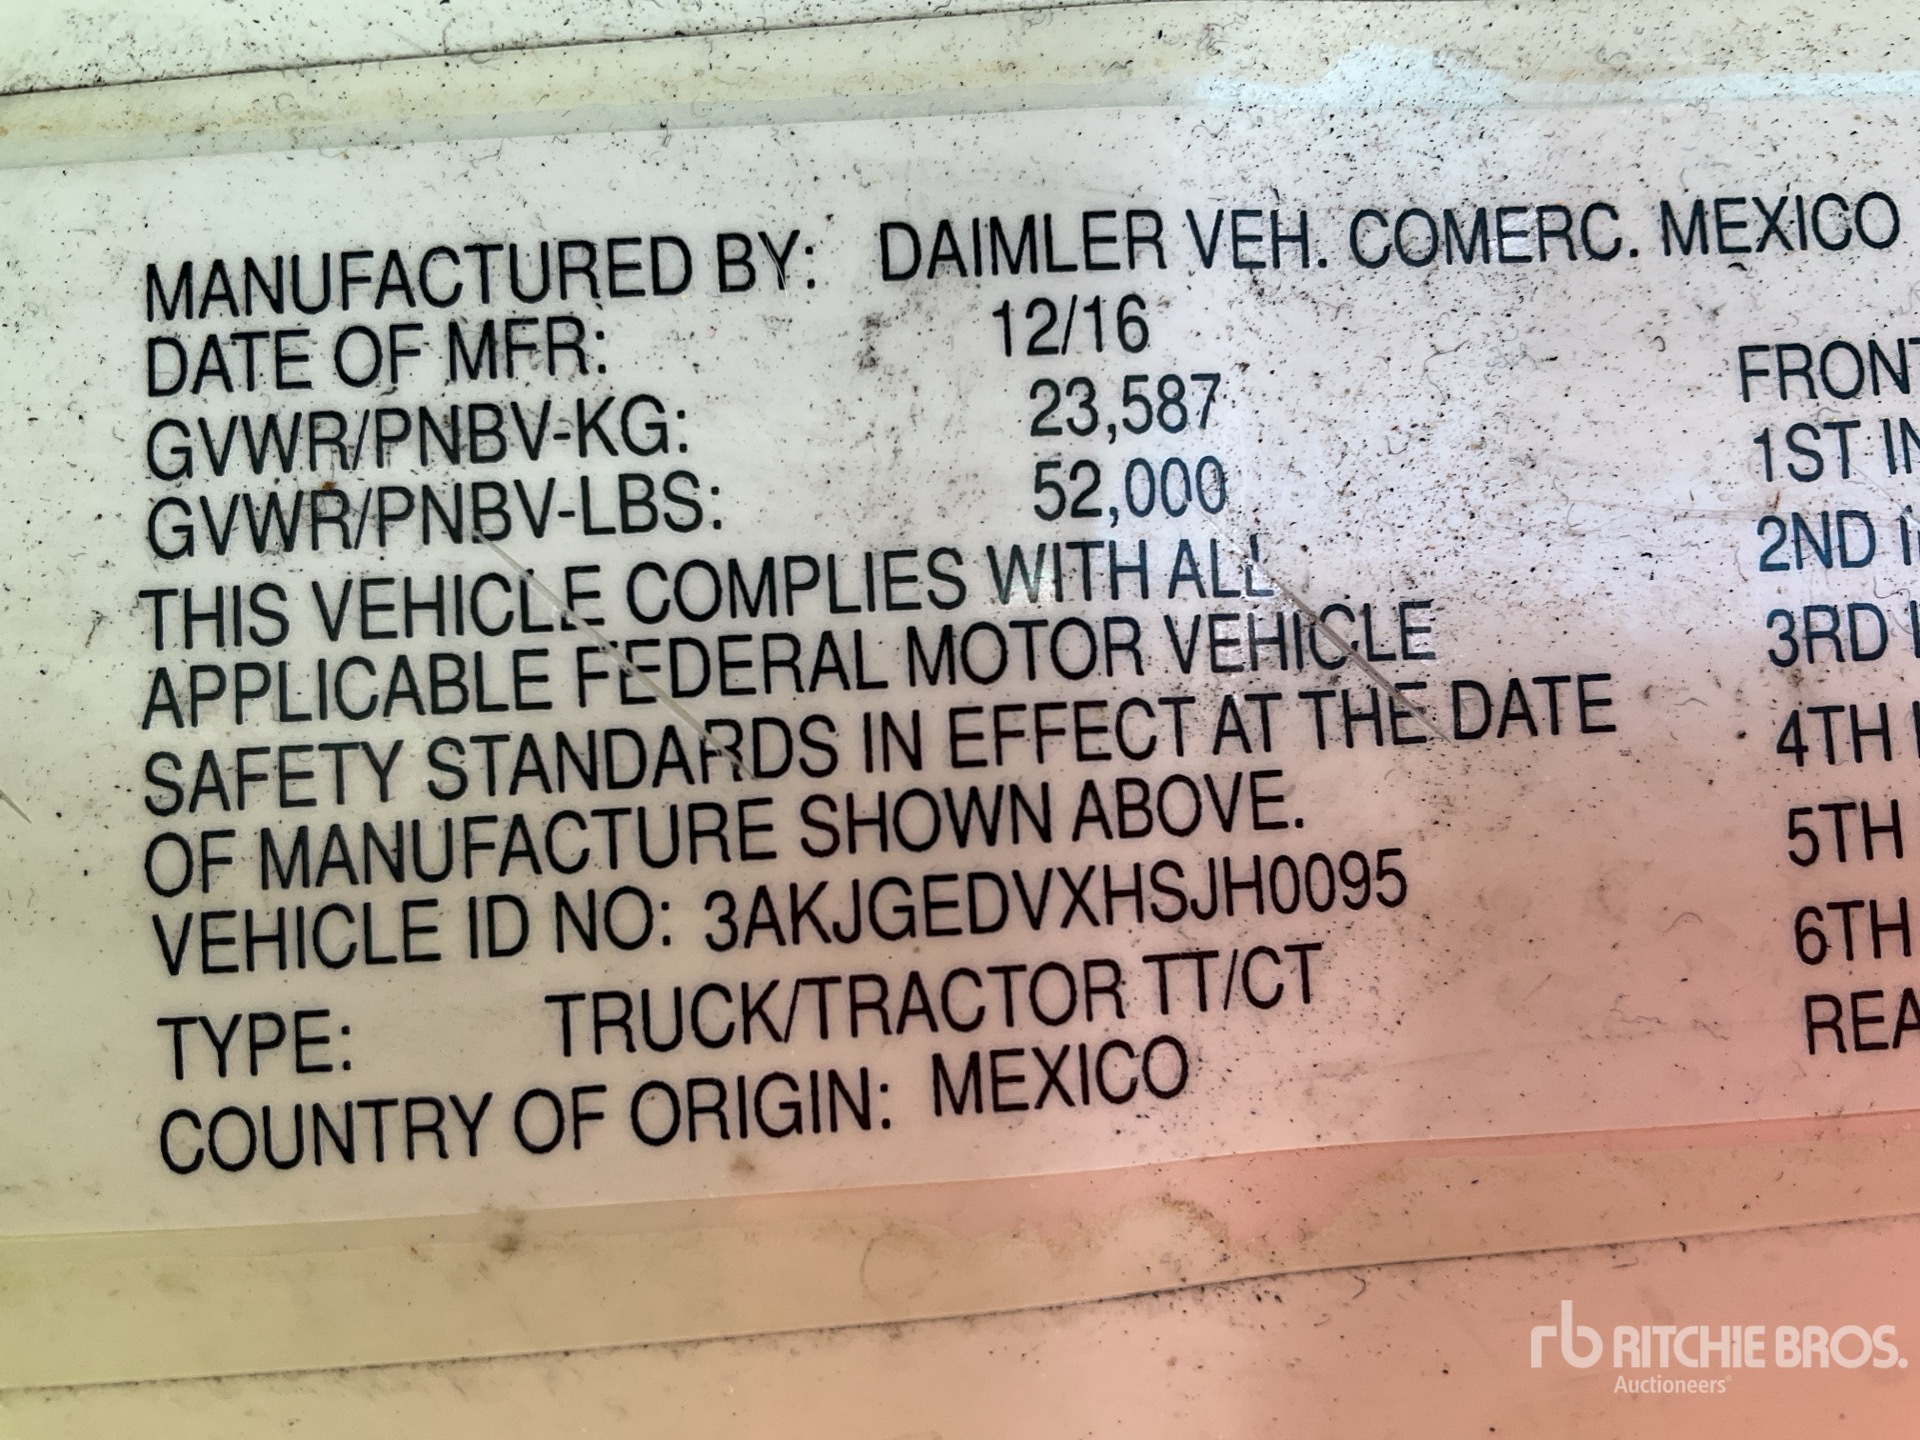 MANUFACTURED BY: DAIMLER VEH. COMERC. MEXICO
DATE OF MFR: 12/16
GVWR/PNBV-KG: 23,587
GVWR/PNBV-LBS: 52,000
THIS VEHICLE COMPLIES WITH ALL
APPLICABLE FEDERAL MOTOR VEHICLE
SAFETY STANDARDS IN EFFECT AT THE DATE
OF MANUFACTURE SHOWN ABOVE.
VEHICLE ID NO: 3AKJGEDVXHSJH0095
TYPE: TRUCK/TRACTOR TT/CT
COUNTRY OF ORIGIN: MEXICO
FRONT
1ST
2ND
3RD
4TH
5TH
6TH
rb RITCHIE BROS.
Auctioneers